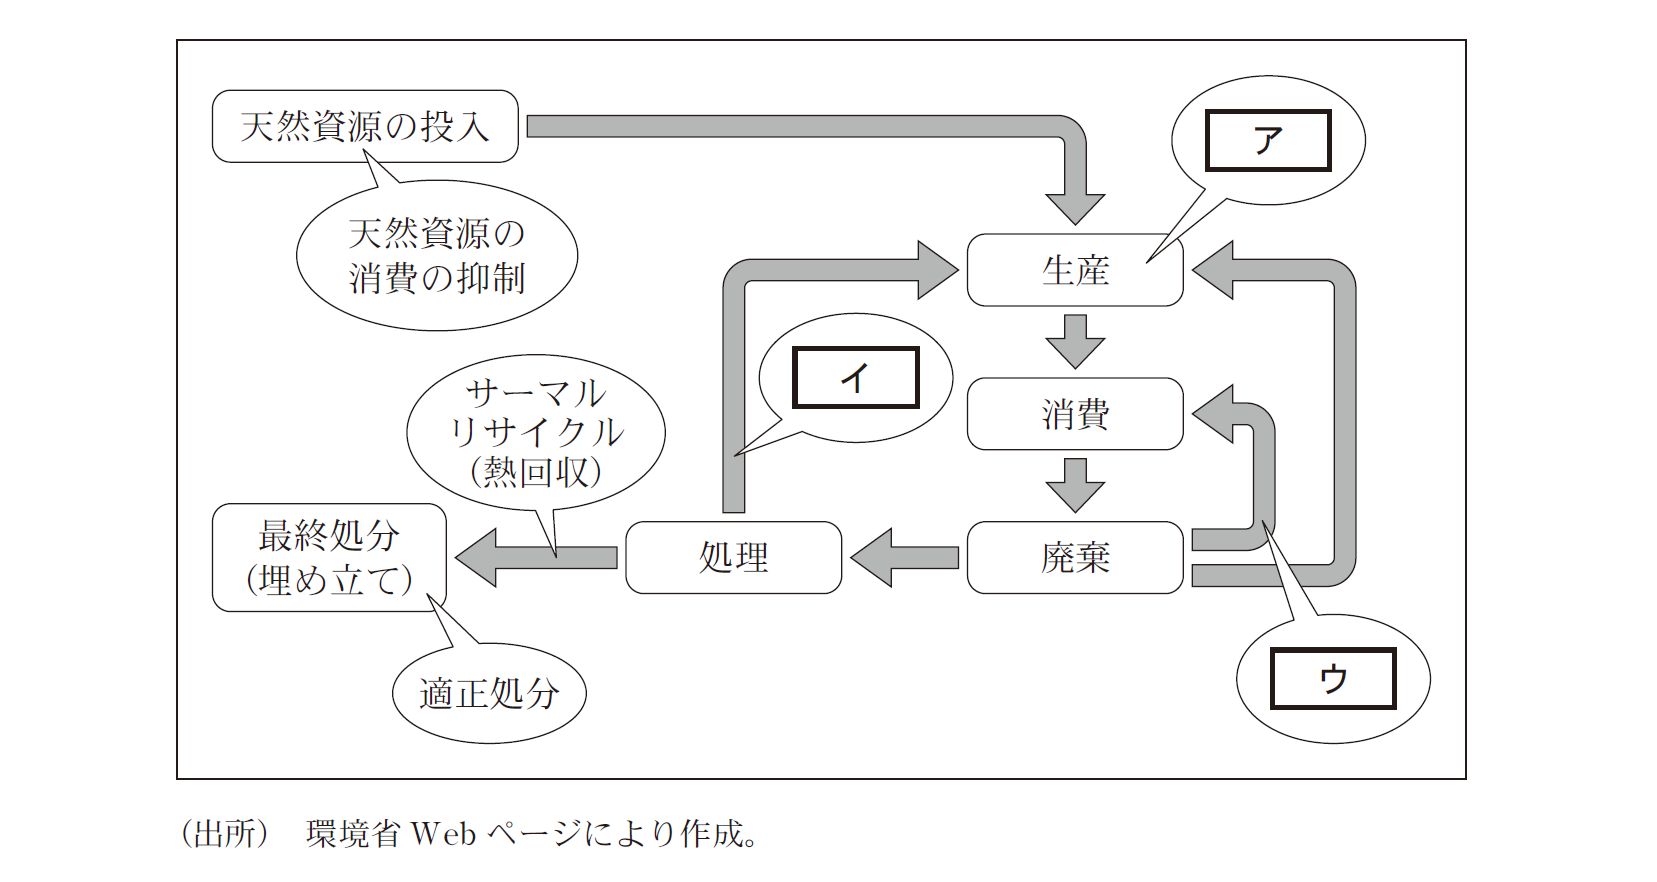 天然資源の投入
天然資源の
消費の抑制
ア
生産
イ
消費
サーマル
リサイクル
（熱回収）
最終処分
（埋め立て）
処理
廃棄
適正処分
ウ
（出所）　環境省 Web ページにより作成。